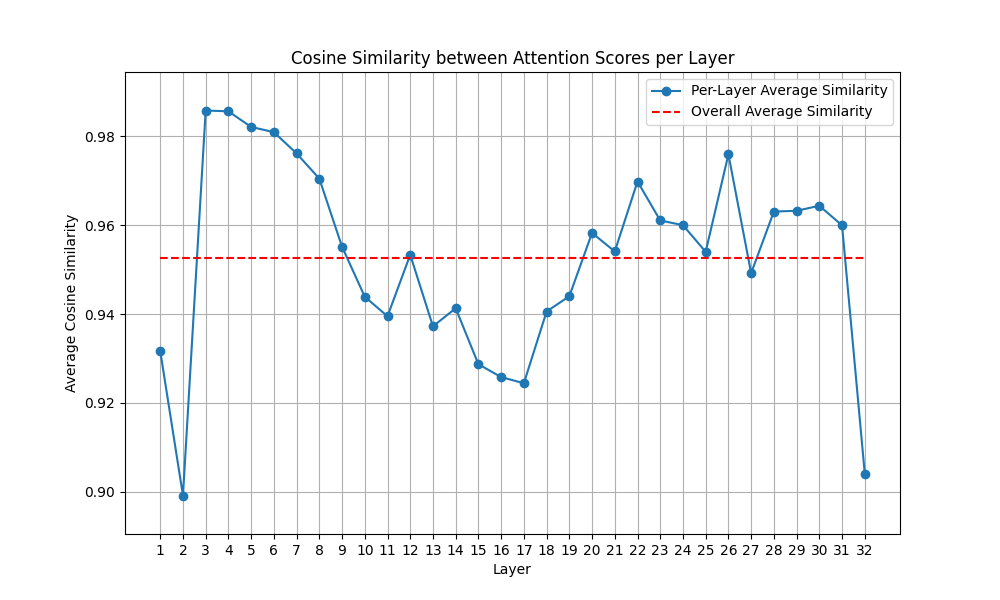 Cosine Similarity between Attention Scores per Layer
Per-Layer Average Similarity
Overall Average Similarity
Average Cosine Similarity
0.98
0.96
0.94
0.92
0.90
1 2 3 4 5 6 7 8 9 10 11 12 13 14 15 16 17 18 19 20 21 22 23 24 25 26 27 28 29 30 31 32
Layer